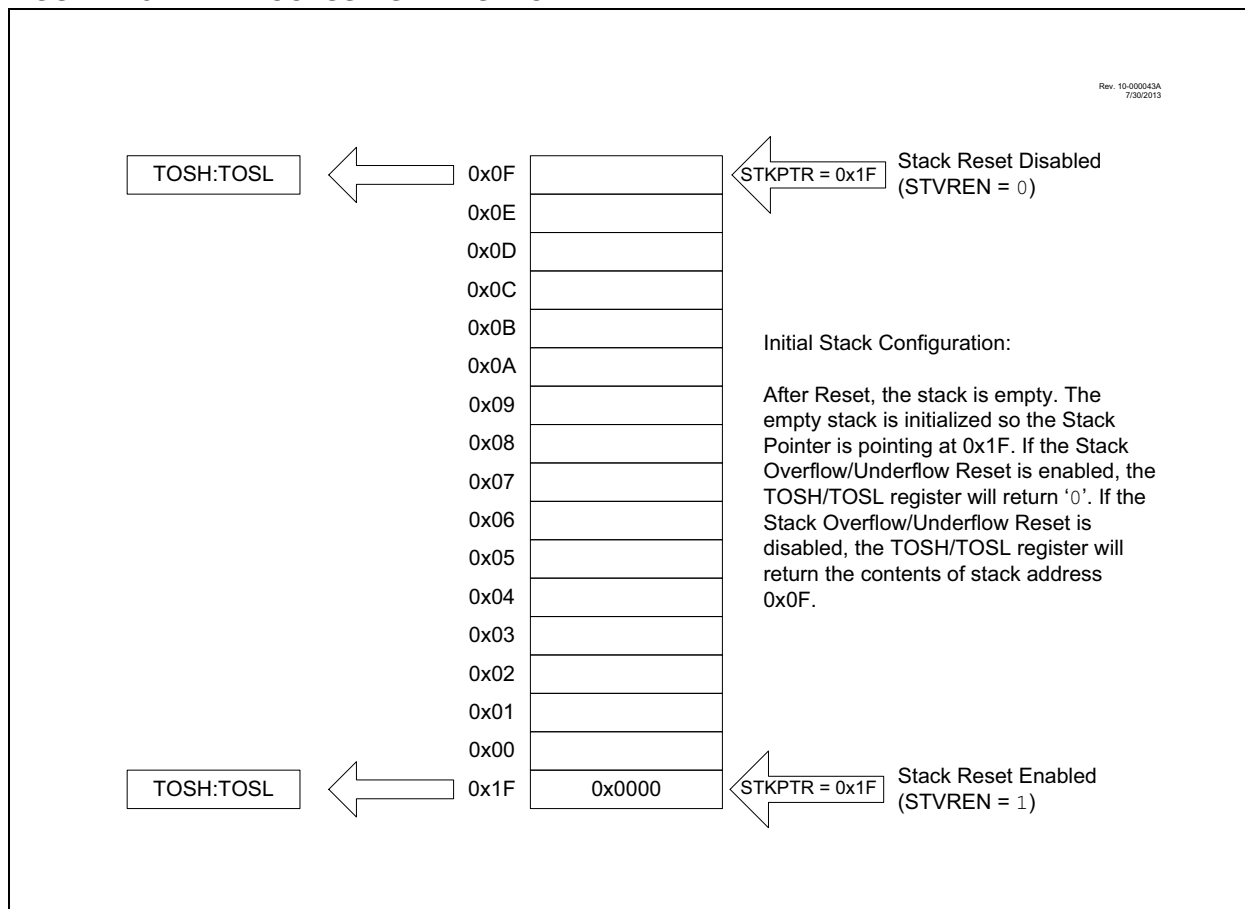 Rev. 10-000043A
7/30/2013
TOSH:TOSL
0x0F
STKPTR = 0x1F
Stack Reset Disabled
(STVREN = 0)
0x0E
0x0D
0x0C
0x0B
0x0A
0x09
0x08
0x07
0x06
0x05
0x04
0x03
0x02
0x01
0x00
Initial Stack Configuration:
After Reset, the stack is empty. The
empty stack is initialized so the Stack
Pointer is pointing at 0x1F. If the Stack
Overflow/Underflow Reset is enabled, the
TOSH/TOSL register will return ‘0’. If the
Stack Overflow/Underflow Reset is
disabled, the TOSH/TOSL register will
return the contents of stack address
0x0F.
TOSH:TOSL
0x1F
0x0000
STKPTR = 0x1F
Stack Reset Enabled
(STVREN = 1)